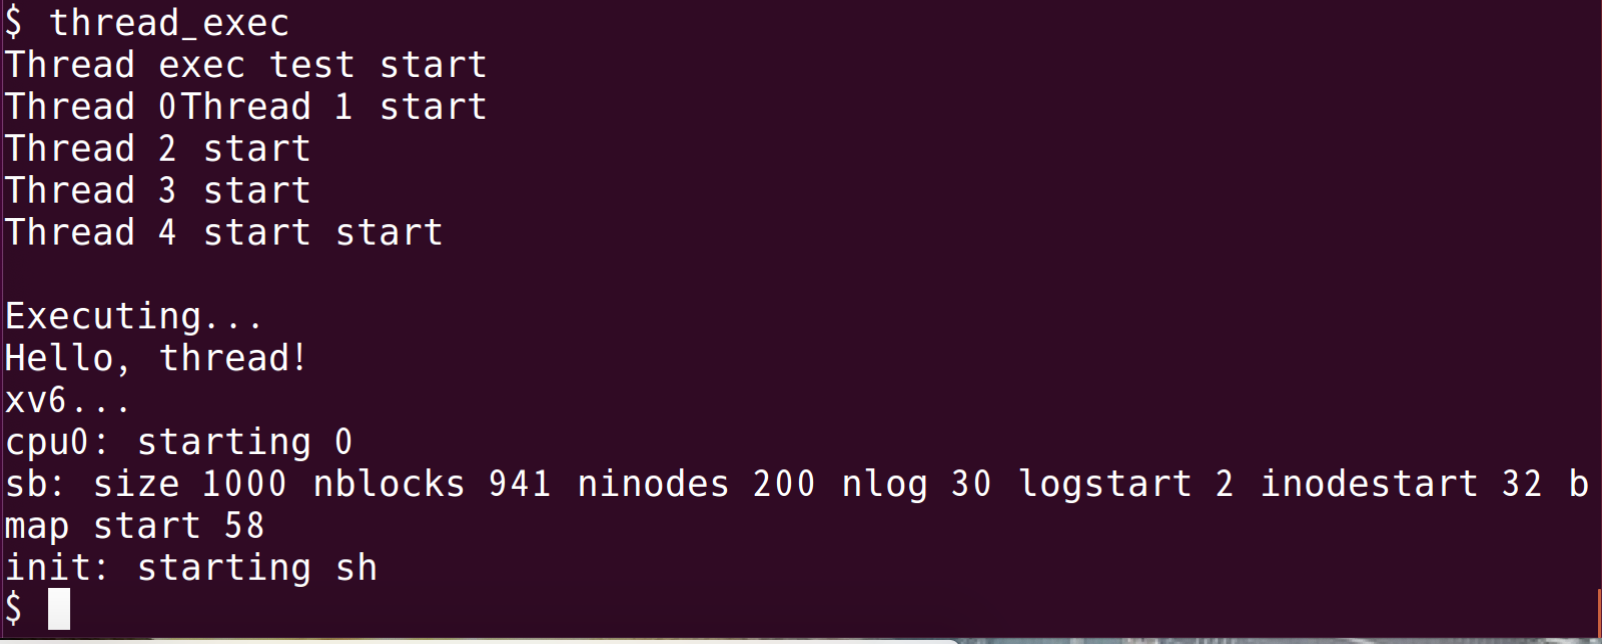 $ thread_exec
Thread exec test start
Thread 0Thread 1 start
Thread 2 start
Thread 3 start
Thread 4 start start
Executing...
Hello, thread!
xv6...
cpu0: starting 0
sb: size 1000 nblocks 941 ninodes 200 nlog 30 logstart 2 inodestart 32 b
map start 58
init: starting sh
$